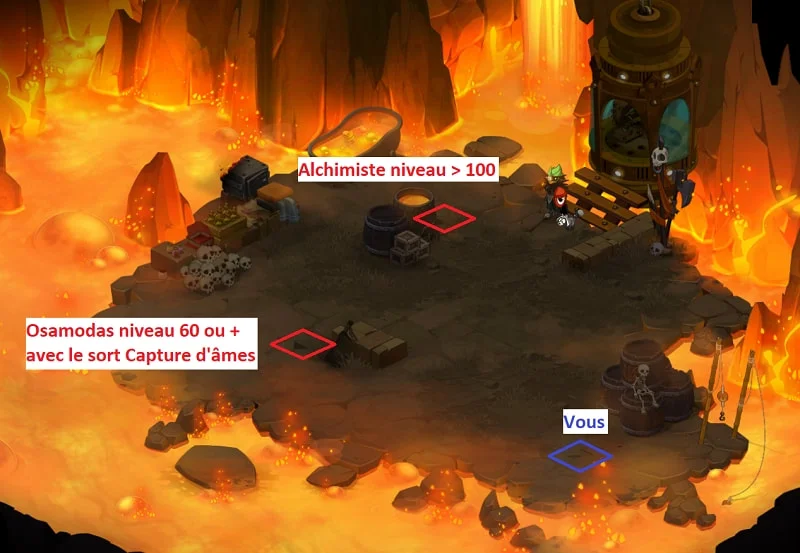 Alchimiste niveau > 100
Osamodas niveau 60 ou +
avec le sort Capture d'âmes
Vous